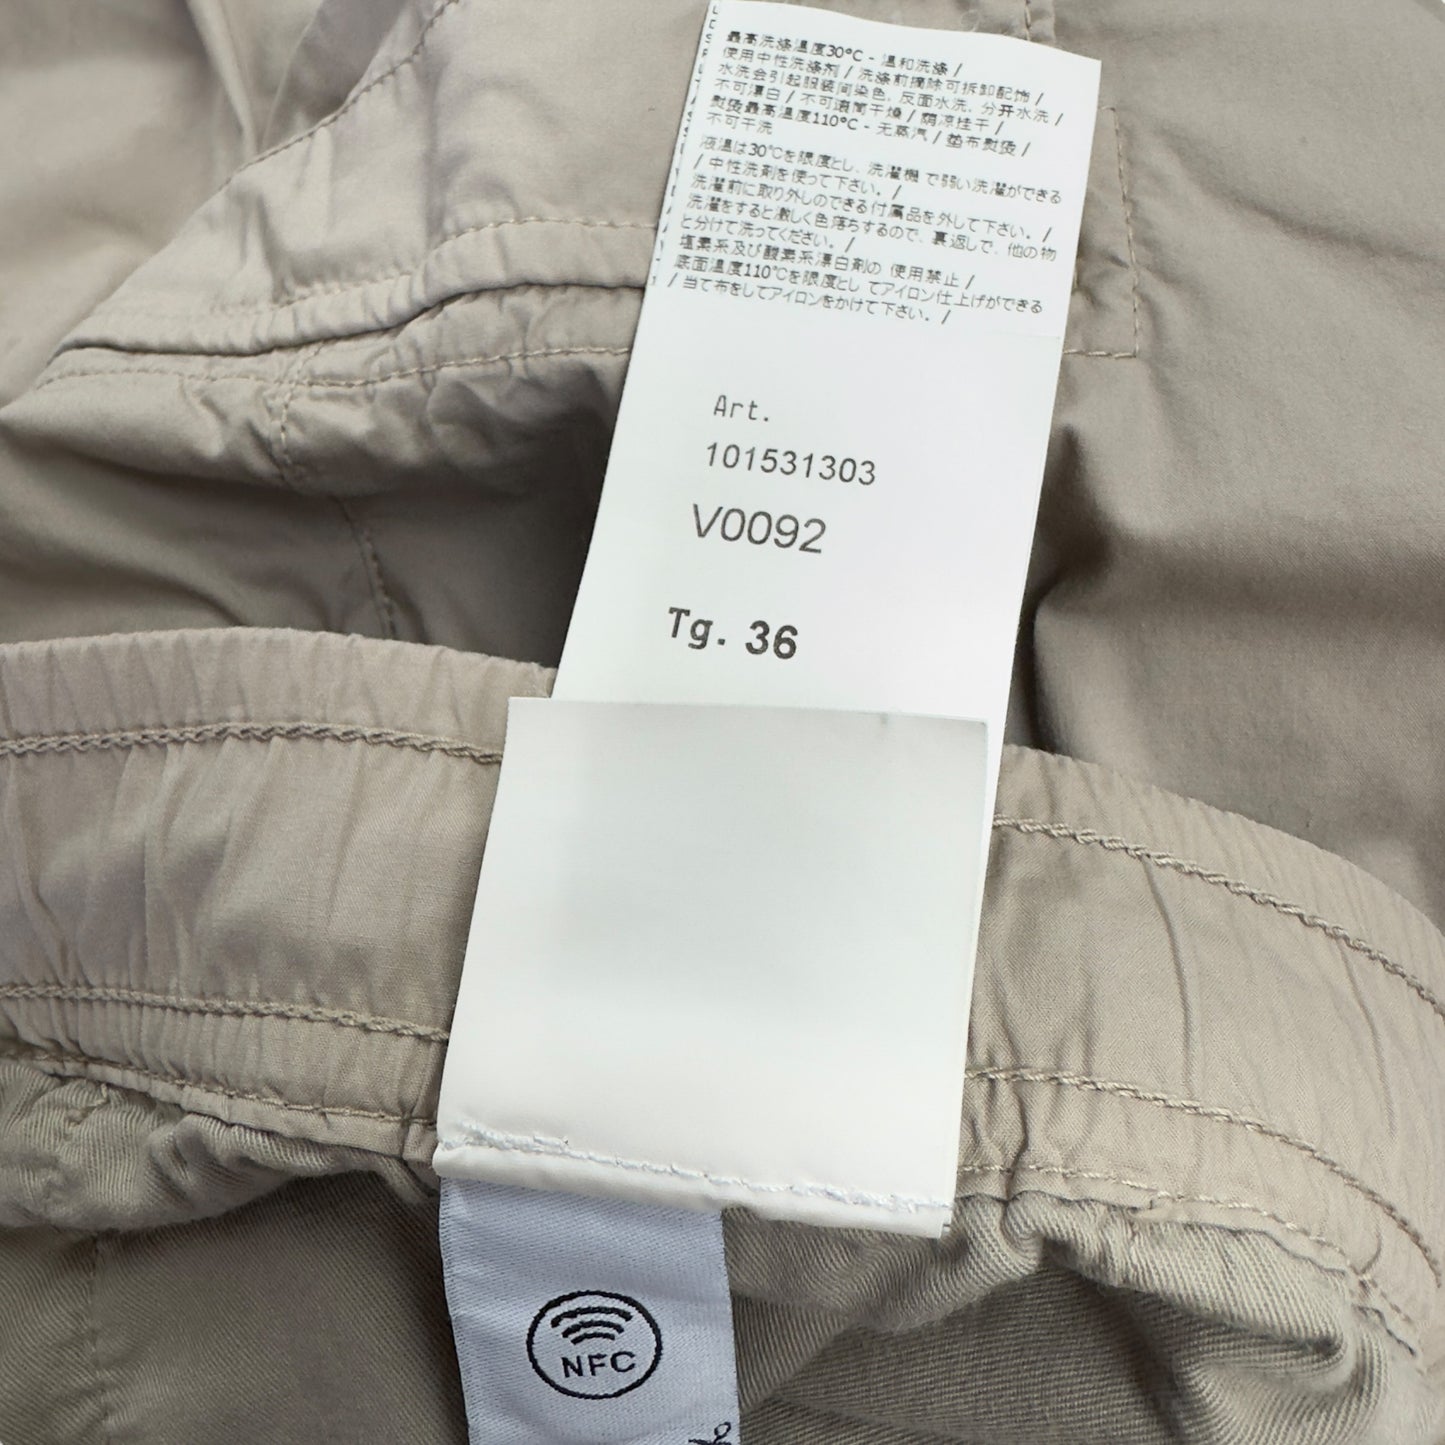 最高洗涤温度30°C - 温和洗涤 /
使用中性洗涤剂 / 洗涤前摘除可拆卸配饰 /
水洗会引起服装间染色，反面水洗，分开水洗 /
不可漂白 / 不可滚筒干燥 / 阴凉挂干 /
熨烫最高温度110°C - 无蒸汽 / 垫布熨烫 /
不可干洗
液温は30℃を限度とし、洗濯機 で弱い洗濯ができる
/ 中性洗剤を使って下さい。 /
洗濯前に取り外しのできる付属品を外して下さい。 /
洗濯をすると激しく色落ちするので、裏返しで、他の物
と分けて洗ってください。 /
塩素系及び酸素系漂白剤の 使用禁止 /
底面温度110℃を限度とし てアイロン仕上げができる
/ 当て布をしてアイロンをかけて下さい。 /
Art.
101531303
V0092
Tg. 36
NFC